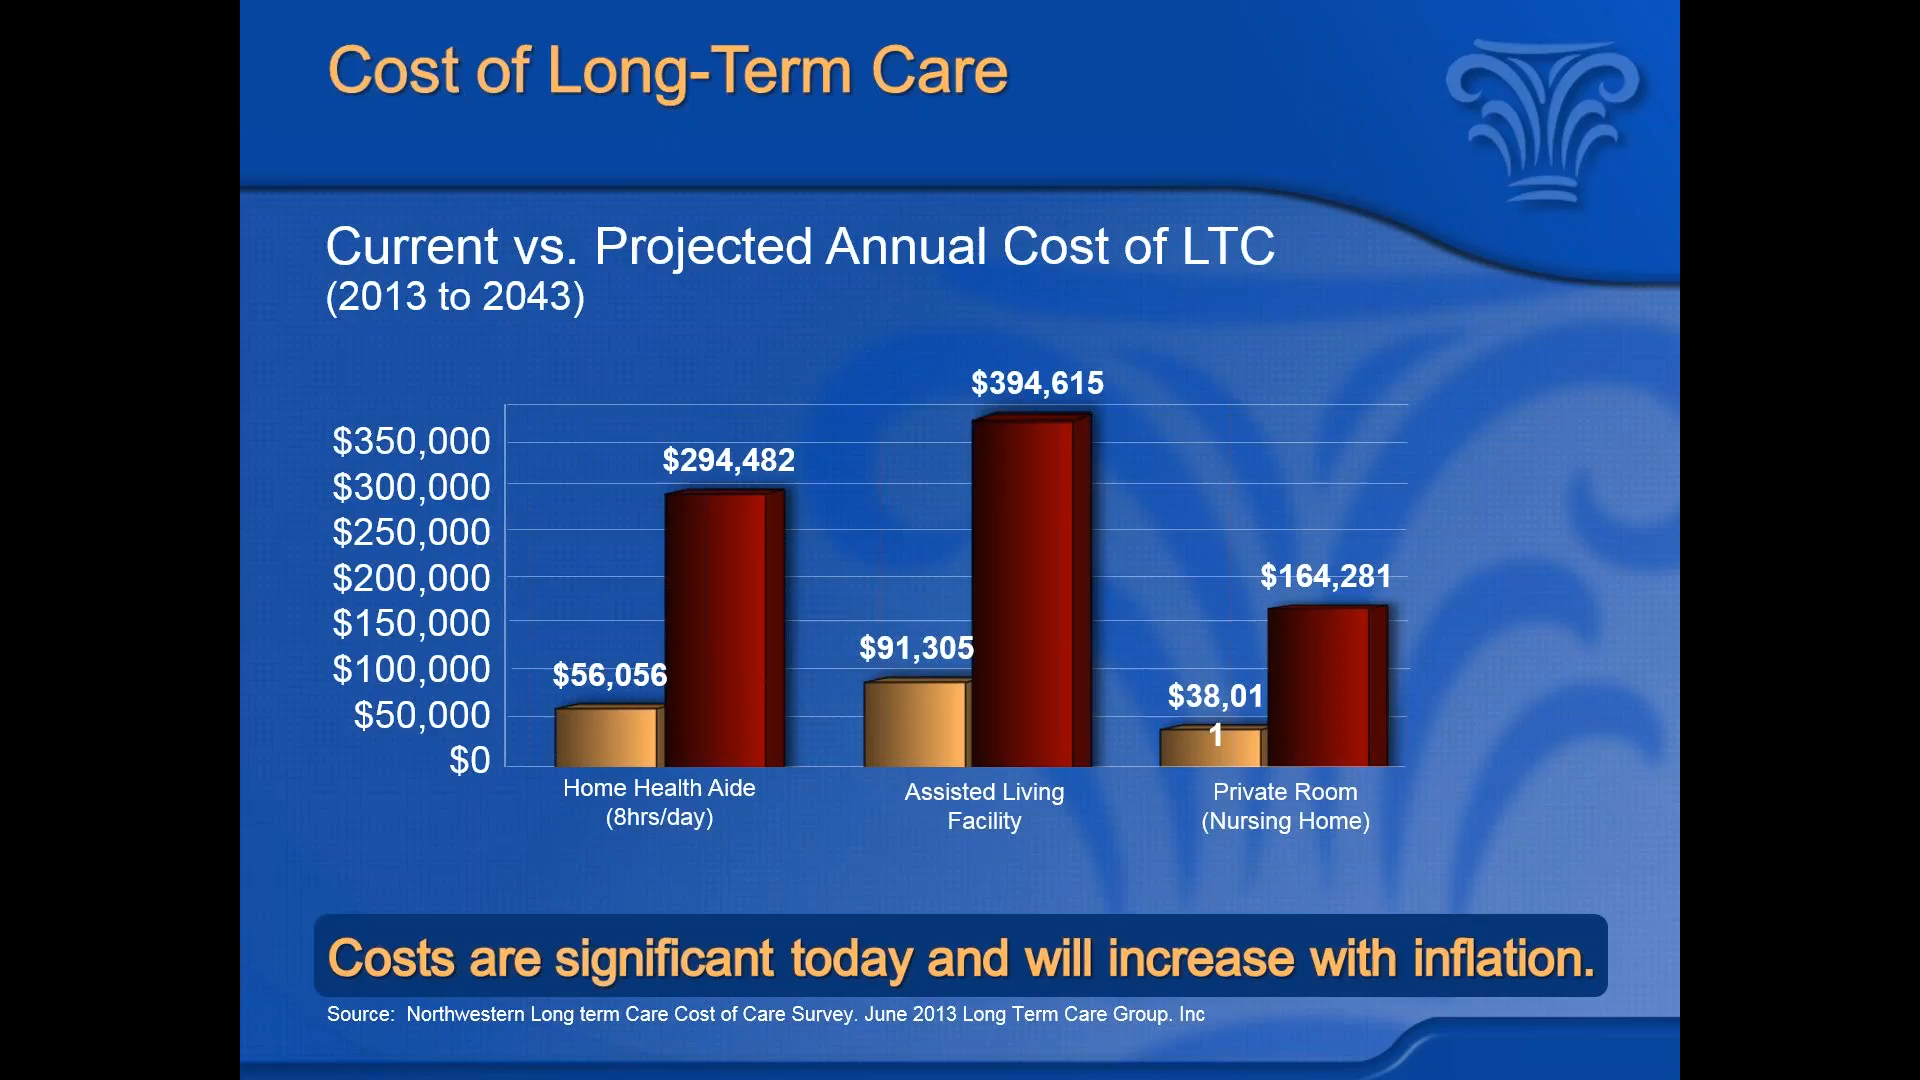 Cost of Long-Term Care
Current vs. Projected Annual Cost of LTC
(2013 to 2043)
$394,615
$350,000
$294,482
$300,000
$250,000
$200,000
$164,281
$150,000
$91,305
$100,000
$56,056
$38,01
1
$50,000
$0
Home Health Aide
(8hrs/day)
Assisted Living
Facility
Private Room
(Nursing Home)
Costs are significant today and will increase with inflation.
Source: Northwestern Long term Care Cost of Care Survey. June 2013 Long Term Care Group. Inc